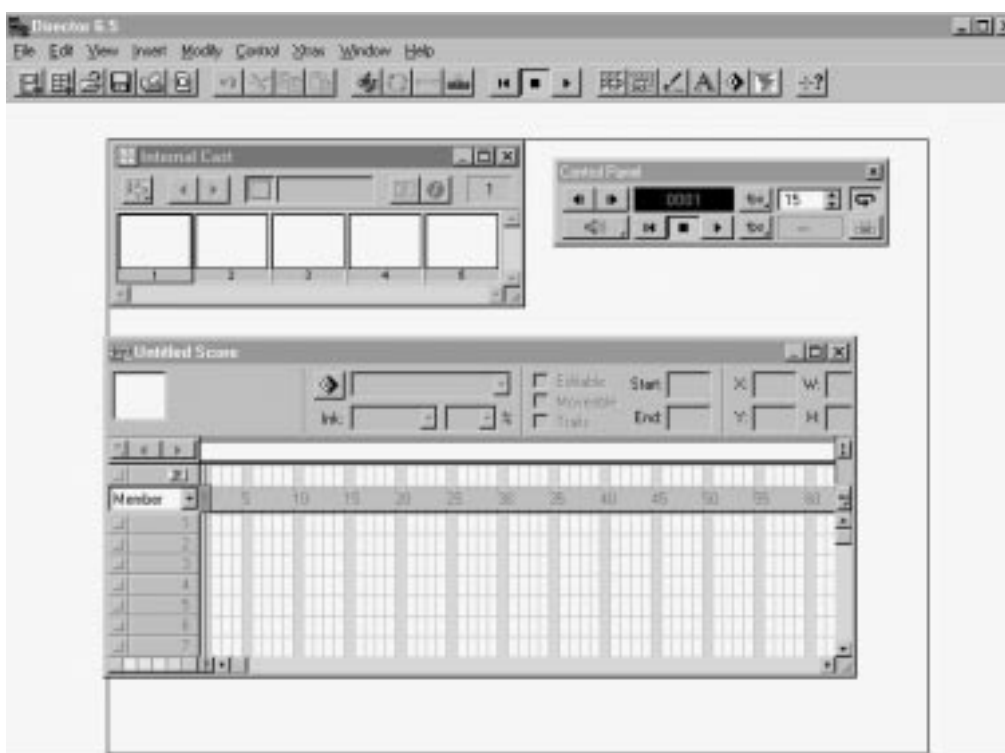 Director 6.5
File Edit View Insert Modify Control Xtras Window Help
Internal Cast
1
1 2 3 4 5
Control Panel
0001 15
Untitled Score
Editable Start: X: W:
Moveable
Ink: % Trails End: Y: H:
Member 5 10 15 20 25 30 35 40 45 50 55 60
1
2
3
4
5
6
7